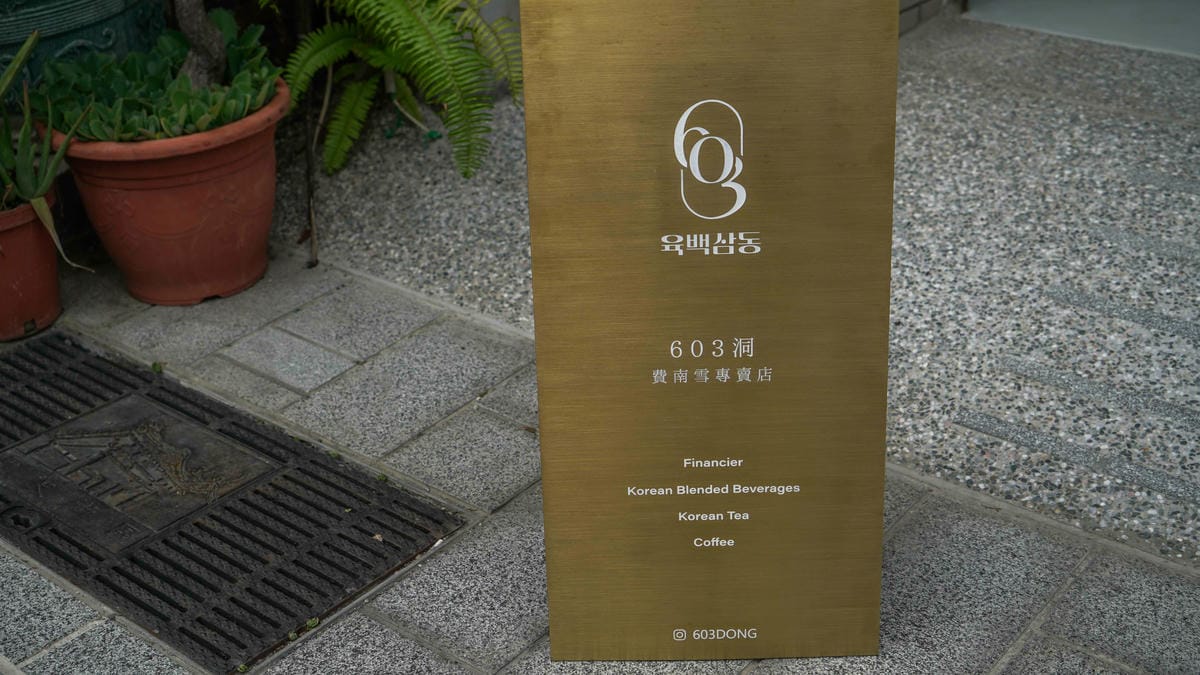 603
육백삼동
603洞
費南雪專賣店
Financier
Korean Blended Beverages
Korean Tea
Coffee
603DONG